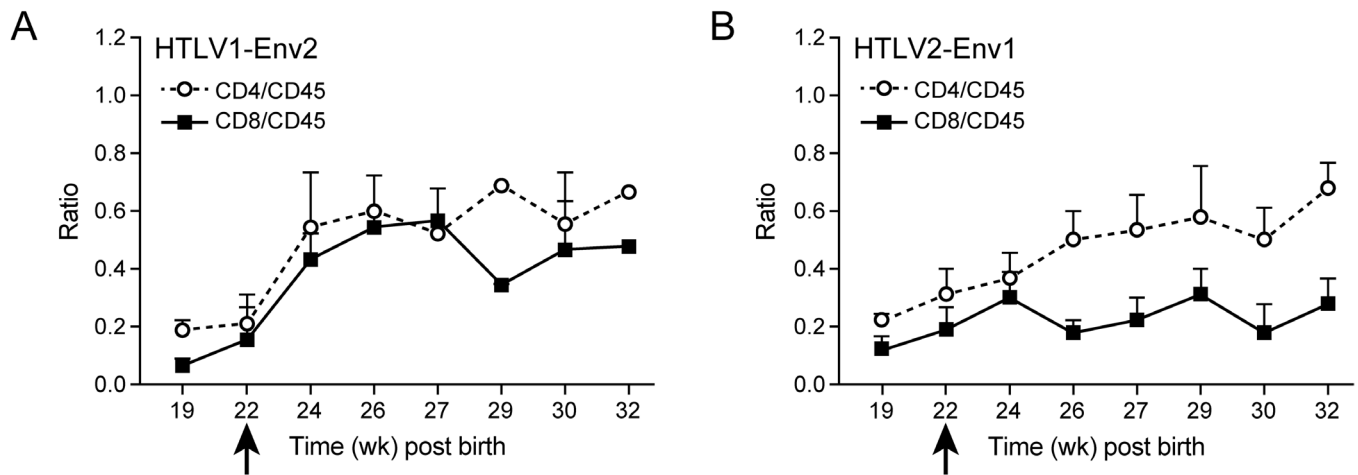 A
HTLV1-Env2
CD4/CD45
CD8/CD45
Ratio
1.2
1.0
0.8
0.6
0.4
0.2
0.0
19 22 24 26 27 29 30 32
Time (wk) post birth
B
HTLV2-Env1
CD4/CD45
CD8/CD45
Ratio
1.2
1.0
0.8
0.6
0.4
0.2
0.0
19 22 24 26 27 29 30 32
Time (wk) post birth